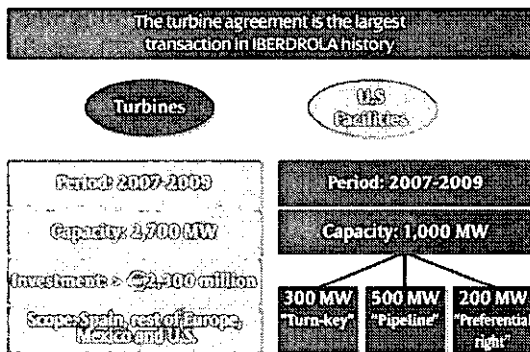 The turbine agreement is the largest
transaction in IBERDROLA history
Turbines
U.S
Facilities
Period: 2007-2009
Capacity: 2,700 MW
Investment: > €2,300 million
Scope: Spain, rest of Europe,
Mexico and U.S.
Period: 2007-2009
Capacity: 1,000 MW
300 MW
"Turn-key"
500 MW
"Pipeline"
200 MW
"Preferential
right"